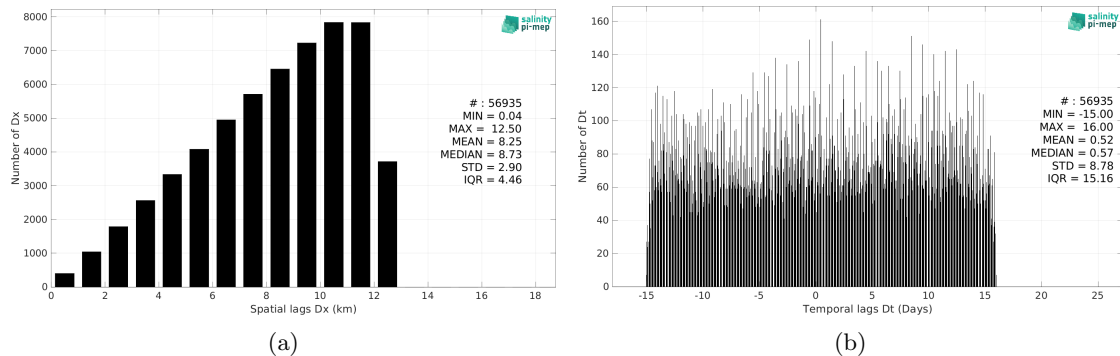 8000
7000
6000
5000
4000
3000
2000
1000
0
Number of Dx
salinity
pi-mep
# : 56935
MIN = 0.04
MAX = 12.50
MEAN = 8.25
MEDIAN = 8.73
STD = 2.90
IQR = 4.46
0 2 4 6 8 10 12 14 16 18
Spatial lags Dx (km)
(a)
160
140
120
100
80
60
40
20
0
Number of Dt
salinity
pi-mep
# : 56935
MIN = -15.00
MAX = 16.00
MEAN = 0.52
MEDIAN = 0.57
STD = 8.78
IQR = 15.16
-15 -10 -5 0 5 10 15 20 25
Temporal lags Dt (Days)
(b)